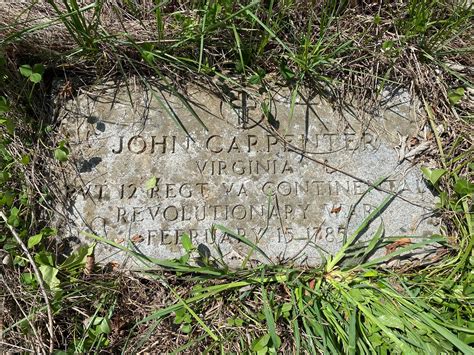 JOHN CARPENTER
VIRGINIA
PVT 12 REGT VA CONTINENTAL
REVOLUTIONARY WAR
FEBRUARY 15 1785